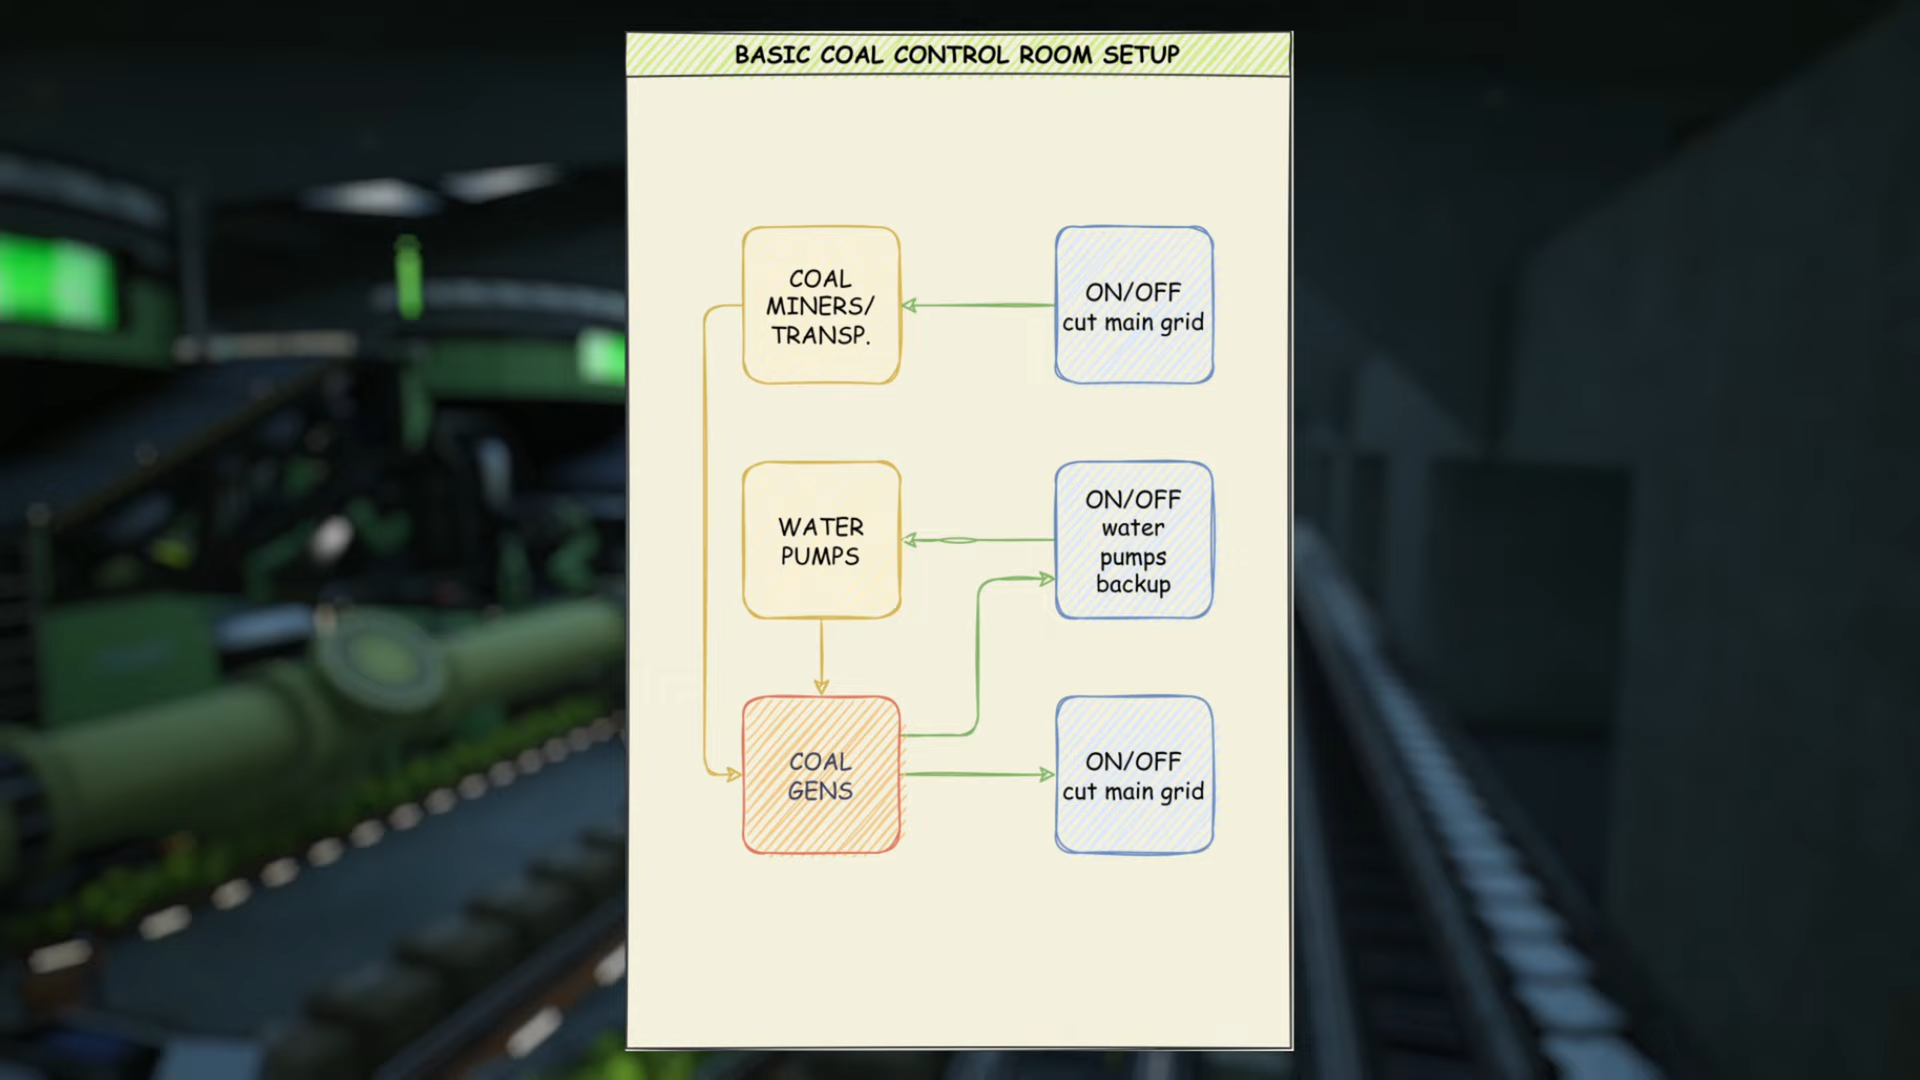 BASIC COAL CONTROL ROOM SETUP
COAL
MINERS/
TRANSP.
ON/OFF
cut main grid
WATER
PUMPS
ON/OFF
water
pumps
backup
COAL
GENS
ON/OFF
cut main grid